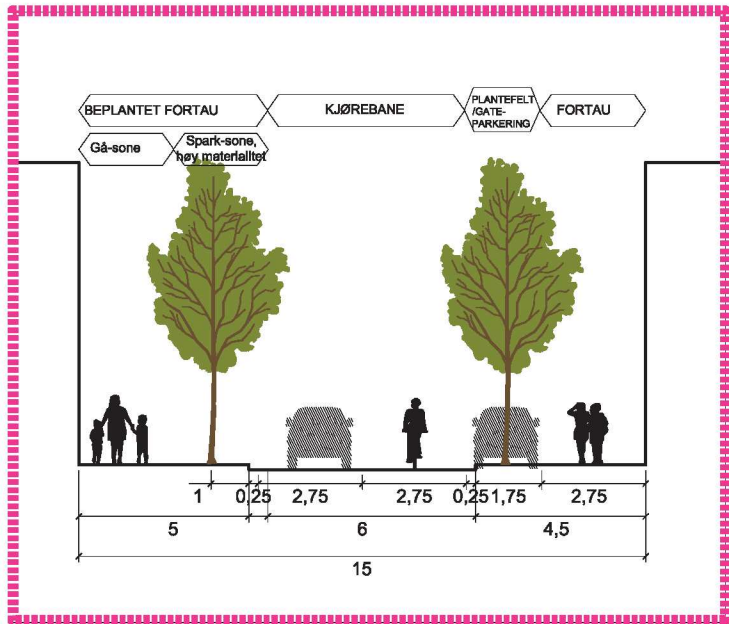 BEPLANTET FORTAU
KJØREBANE
PLANTEFELT
/GATE-
PARKERING
FORTAU
Gå-sone
Spark-sone,
høy materialitet
1 0,25 2,75 2,75 0,25 1,75 2,75
5 6 4,5
15